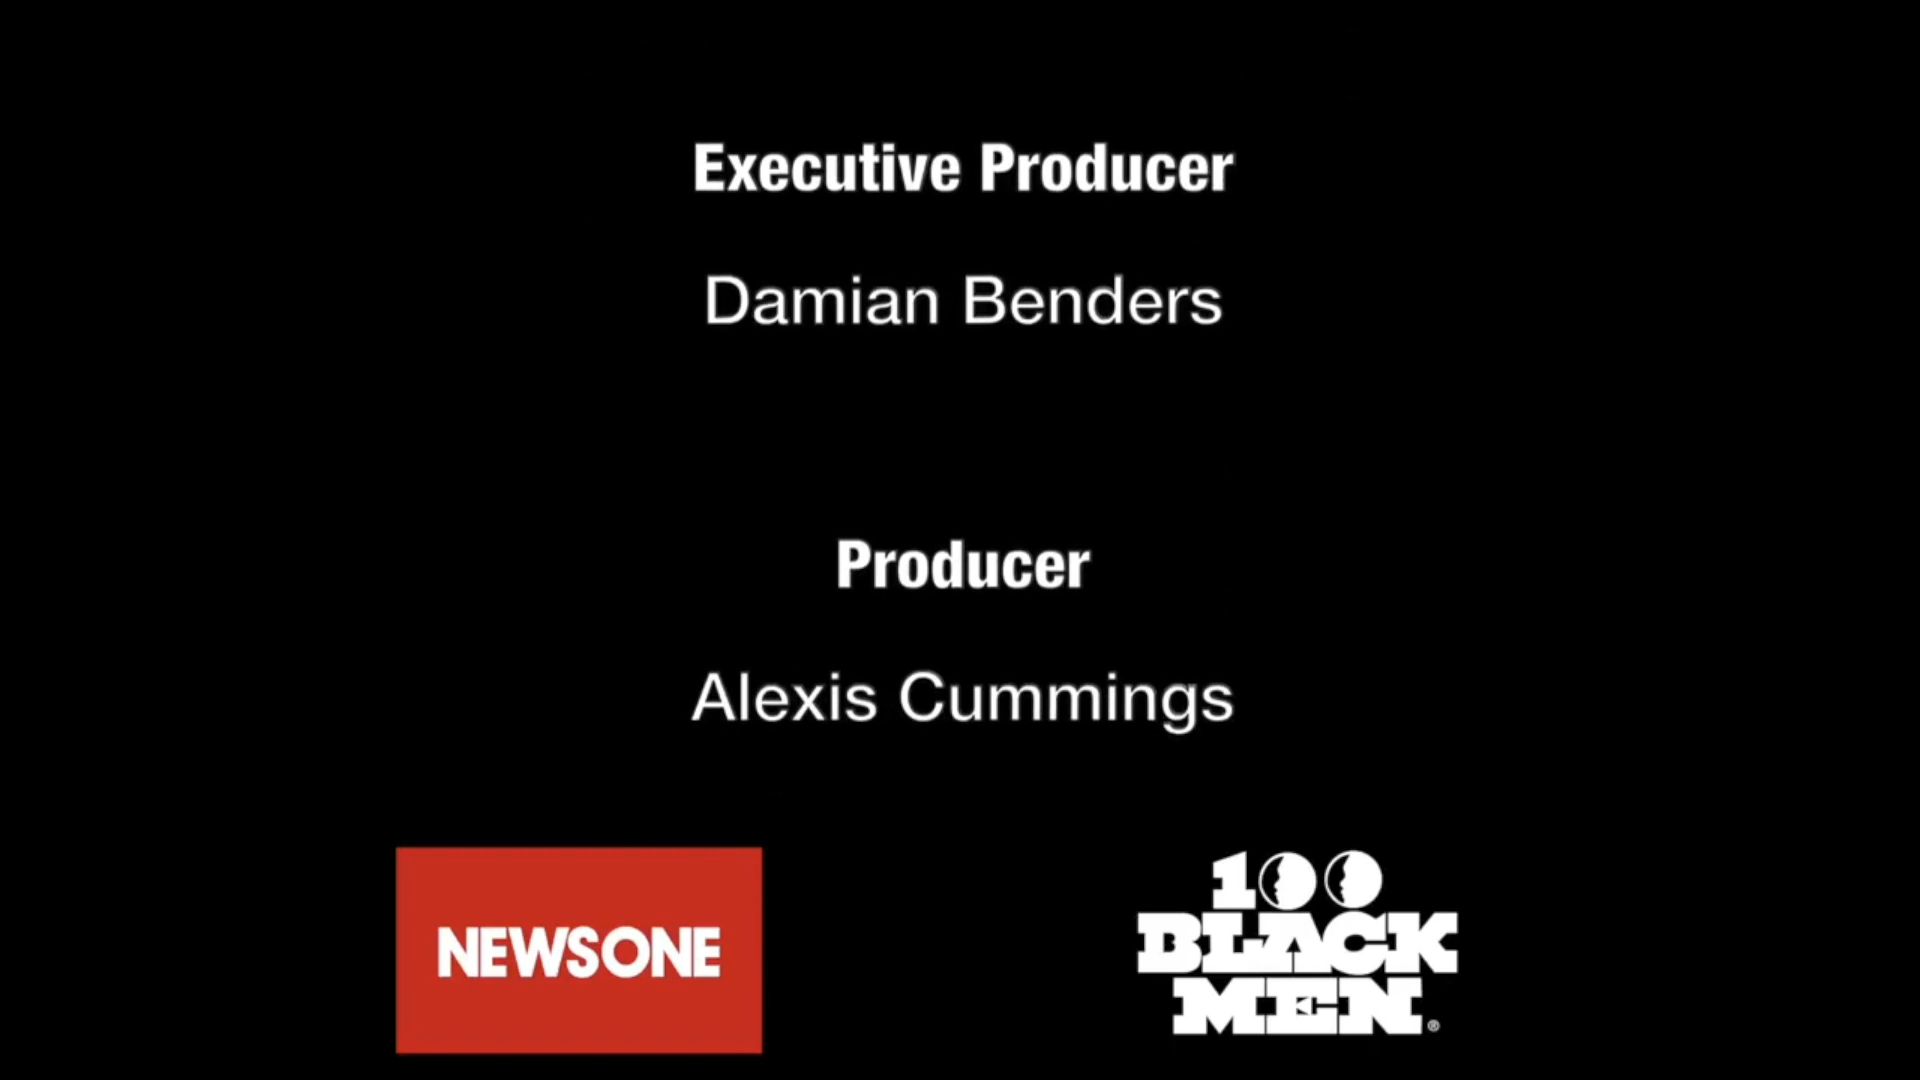 Executive Producer
Damian Benders
Producer
Alexis Cummings
NEWSONE
100
BLACK
MEN®